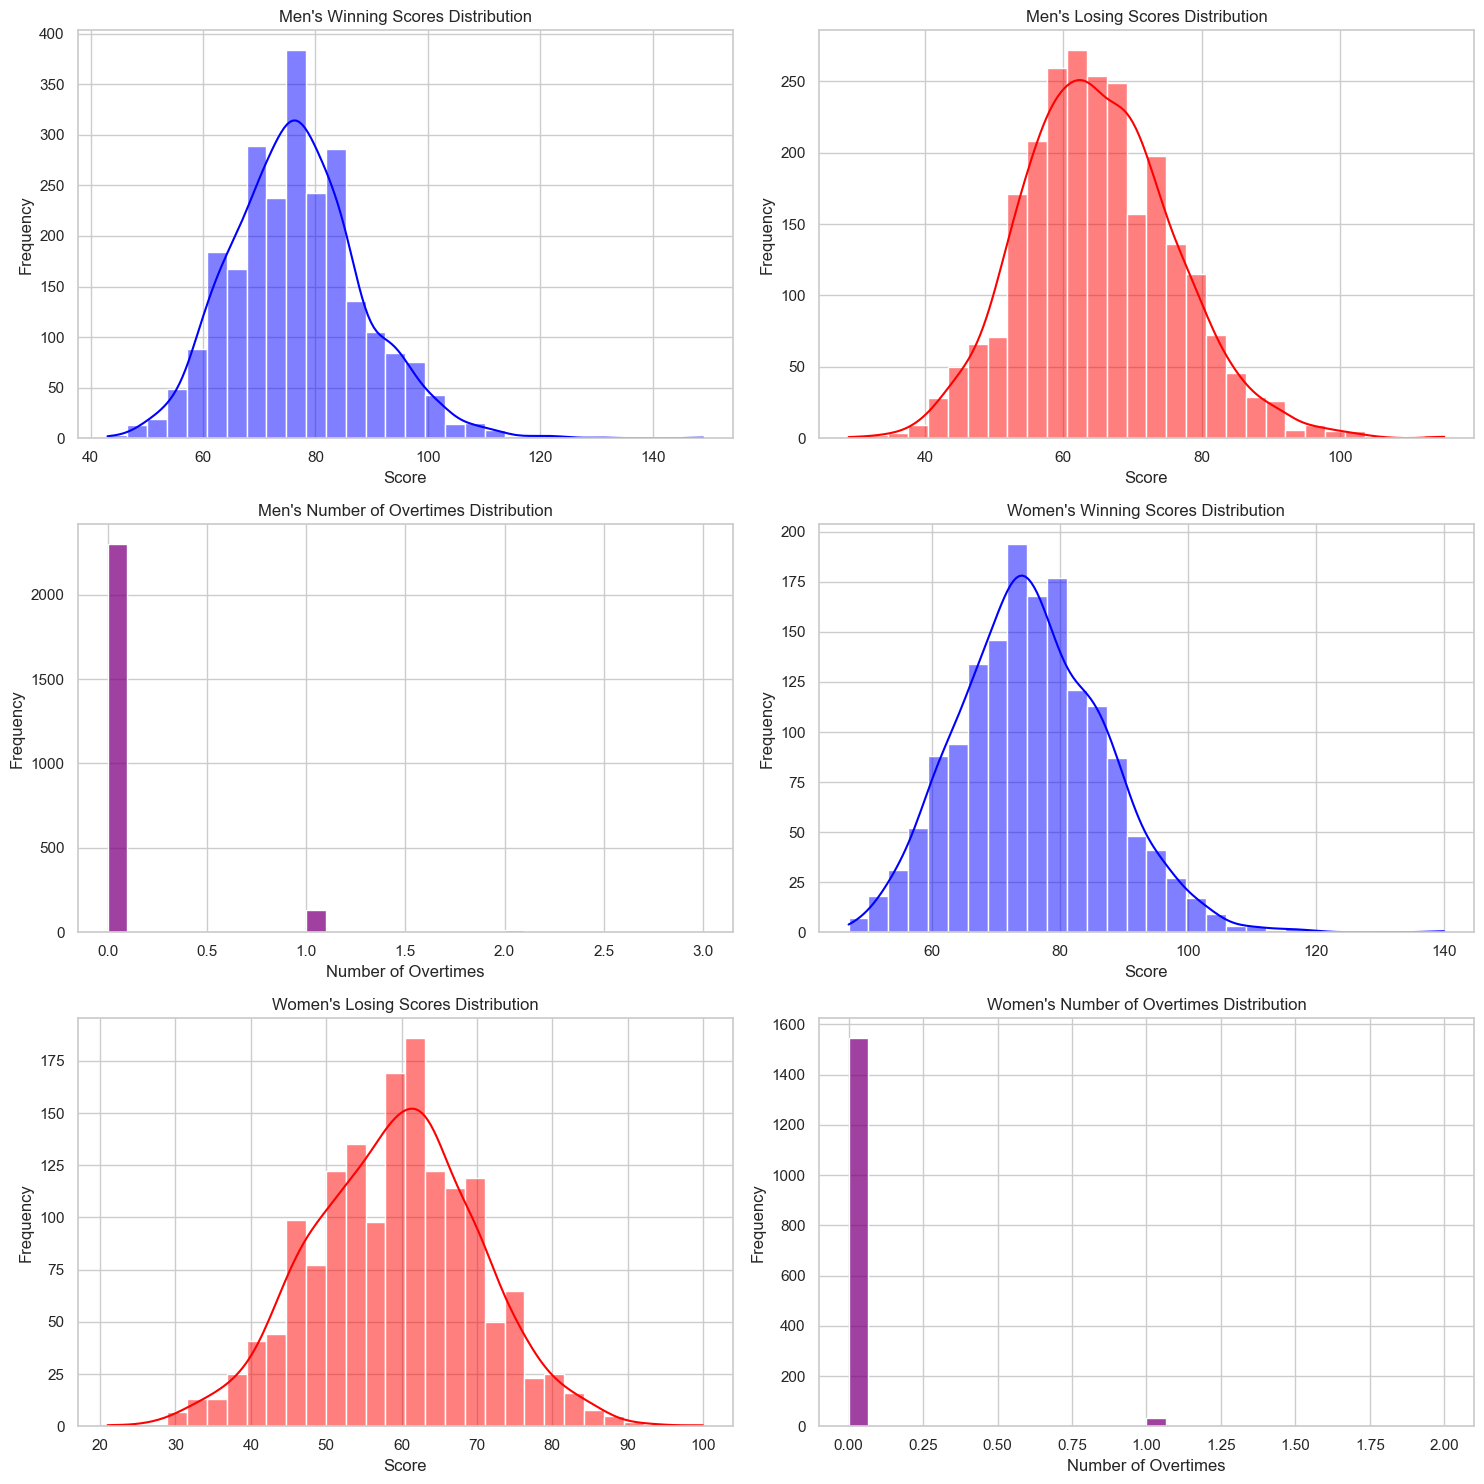 Men's Winning Scores Distribution
400
350
300
250
200
150
100
50
0
Frequency
40 60 80 100 120 140
Score
Men's Losing Scores Distribution
250
200
150
100
50
0
Frequency
40 60 80 100
Score
Men's Number of Overtimes Distribution
2000
1500
1000
500
0
Frequency
0.0 0.5 1.0 1.5 2.0 2.5 3.0
Number of Overtimes
Women's Winning Scores Distribution
200
175
150
125
100
75
50
25
0
Frequency
60 80 100 120 140
Score
Women's Losing Scores Distribution
175
150
125
100
75
50
25
0
Frequency
20 30 40 50 60 70 80 90 100
Score
Women's Number of Overtimes Distribution
1600
1400
1200
1000
800
600
400
200
0
Frequency
0.00 0.25 0.50 0.75 1.00 1.25 1.50 1.75 2.00
Number of Overtimes